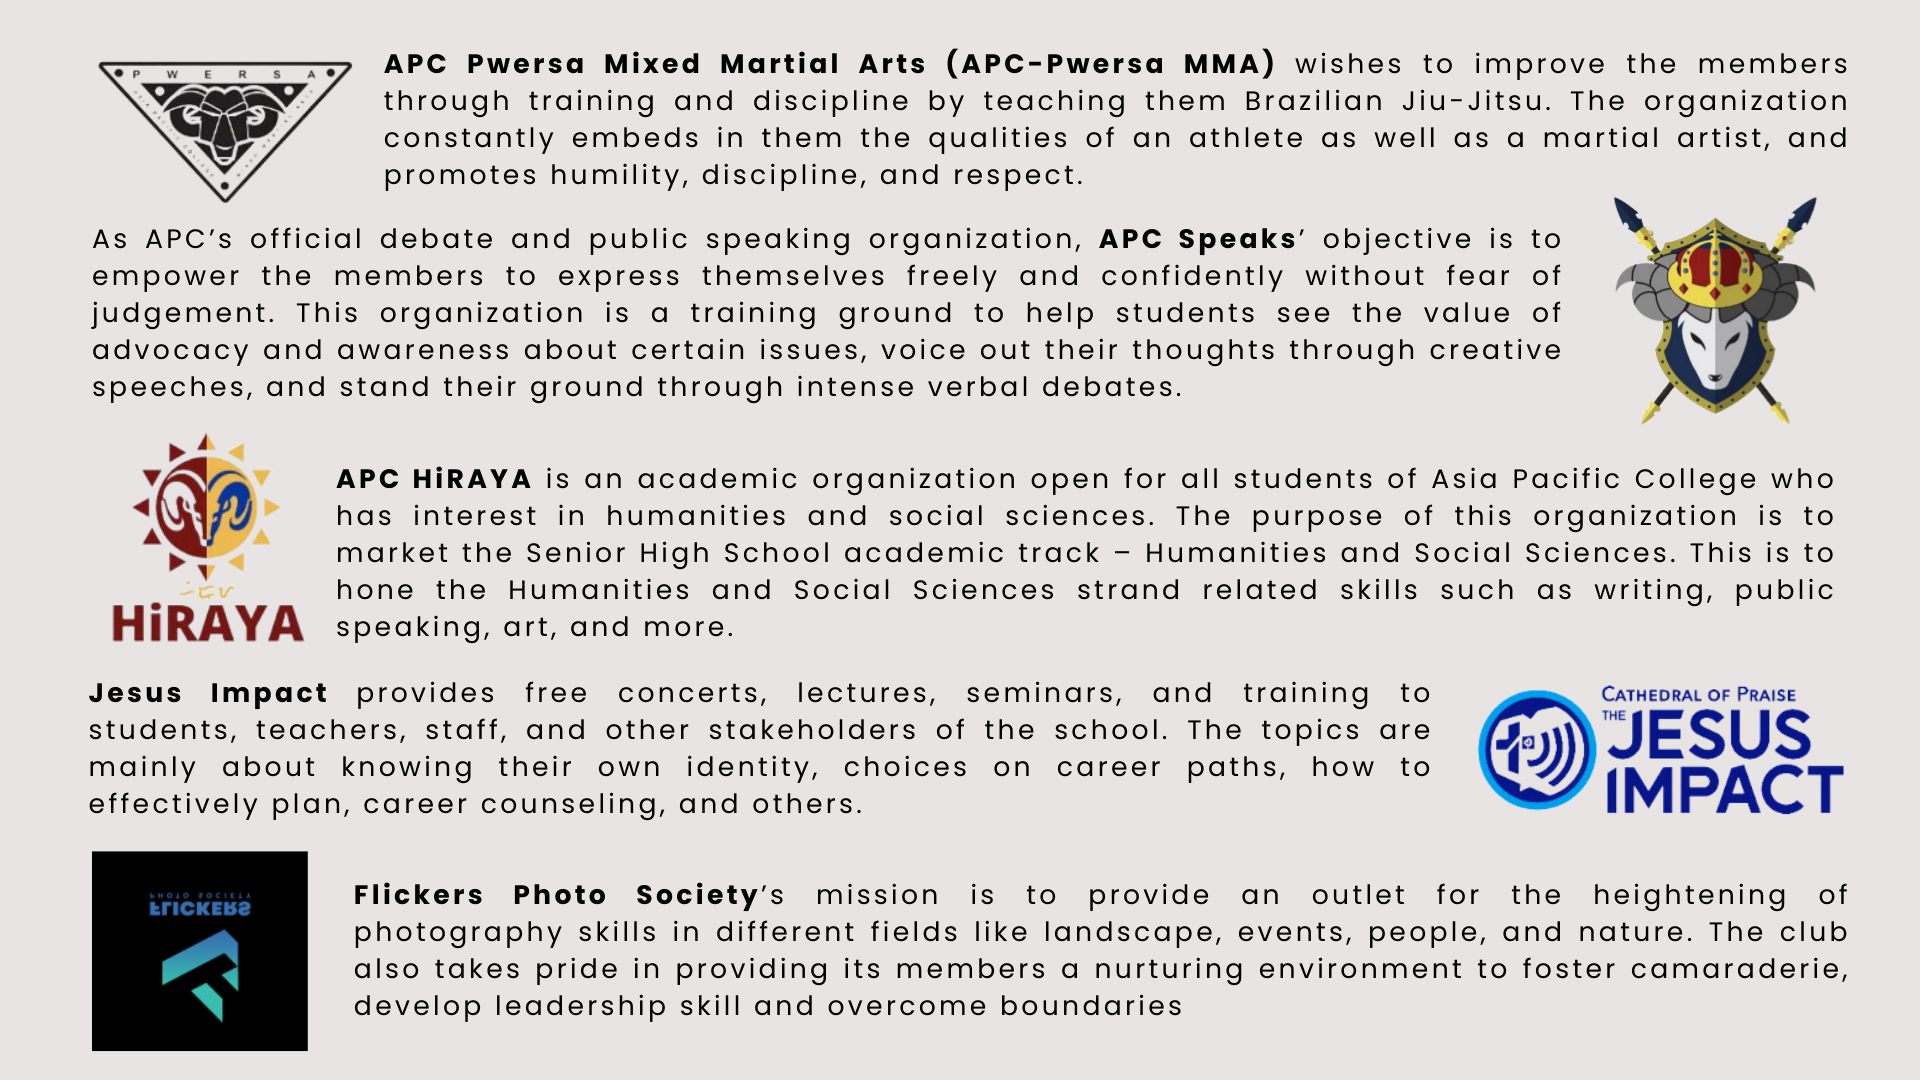 P W E R S A
APC Pwersa Mixed Martial Arts (APC-Pwersa MMA) wishes to improve the members
through training and discipline by teaching them Brazilian Jiu-Jitsu. The organization
constantly embeds in them the qualities of an athlete as well as a martial artist, and
promotes humility, discipline, and respect.
As APC’s official debate and public speaking organization, APC Speaks’ objective is to
empower the members to express themselves freely and confidently without fear of
judgement. This organization is a training ground to help students see the value of
advocacy and awareness about certain issues, voice out their thoughts through creative
speeches, and stand their ground through intense verbal debates.
HiRAYA
APC HiRAYA is an academic organization open for all students of Asia Pacific College who
has interest in humanities and social sciences. The purpose of this organization is to
market the Senior High School academic track – Humanities and Social Sciences. This is to
hone the Humanities and Social Sciences strand related skills such as writing, public
speaking, art, and more.
Jesus Impact provides free concerts, lectures, seminars, and training to
students, teachers, staff, and other stakeholders of the school. The topics are
mainly about knowing their own identity, choices on career paths, how to
effectively plan, career counseling, and others.
CATHEDRAL OF PRAISE
THE JESUS
IMPACT
PHOTO SOCIETY
FLICKERS
Flickers Photo Society’s mission is to provide an outlet for the heightening of
photography skills in different fields like landscape, events, people, and nature. The club
also takes pride in providing its members a nurturing environment to foster camaraderie,
develop leadership skill and overcome boundaries